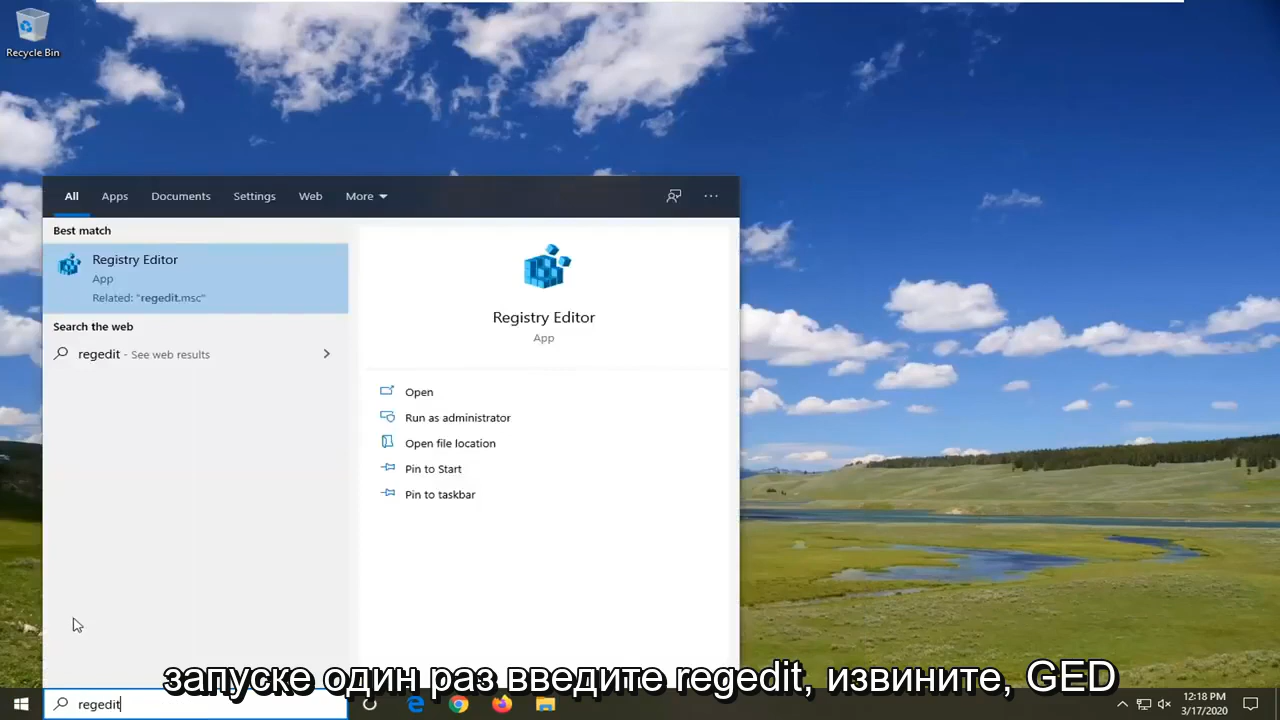 Recycle Bin
All Apps Documents Settings Web More
Best match
Registry Editor
App
Related: "regedit.msc"
Search the web
regedit - See web results
Registry Editor
App
Open
Run as administrator
Open file location
Pin to Start
Pin to taskbar
запуске один раз введите regedit, извините, GED
regedit
12:18 PM
3/17/2020